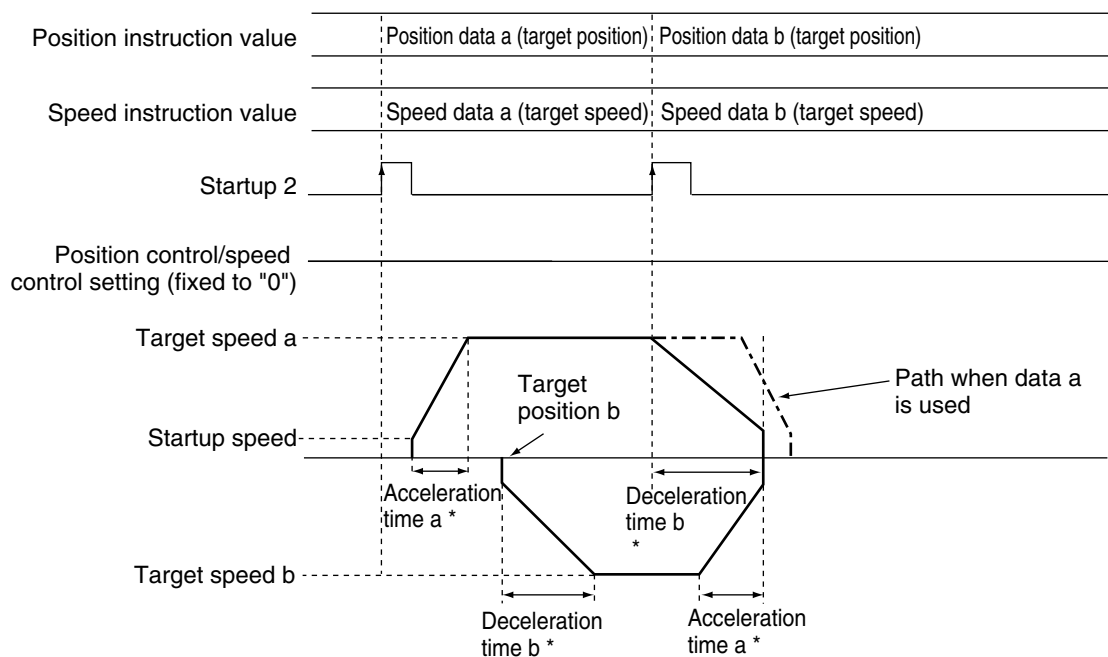 Position instruction value
Position data a (target position)
Position data b (target position)
Speed instruction value
Speed data a (target speed)
Speed data b (target speed)
Startup 2
Position control/speed
control setting (fixed to "0")
Target speed a
Target
position b
Path when data a
is used
Startup speed
Acceleration
time a *
Deceleration
time b
*
Target speed b
Deceleration
time b *
Acceleration
time a *